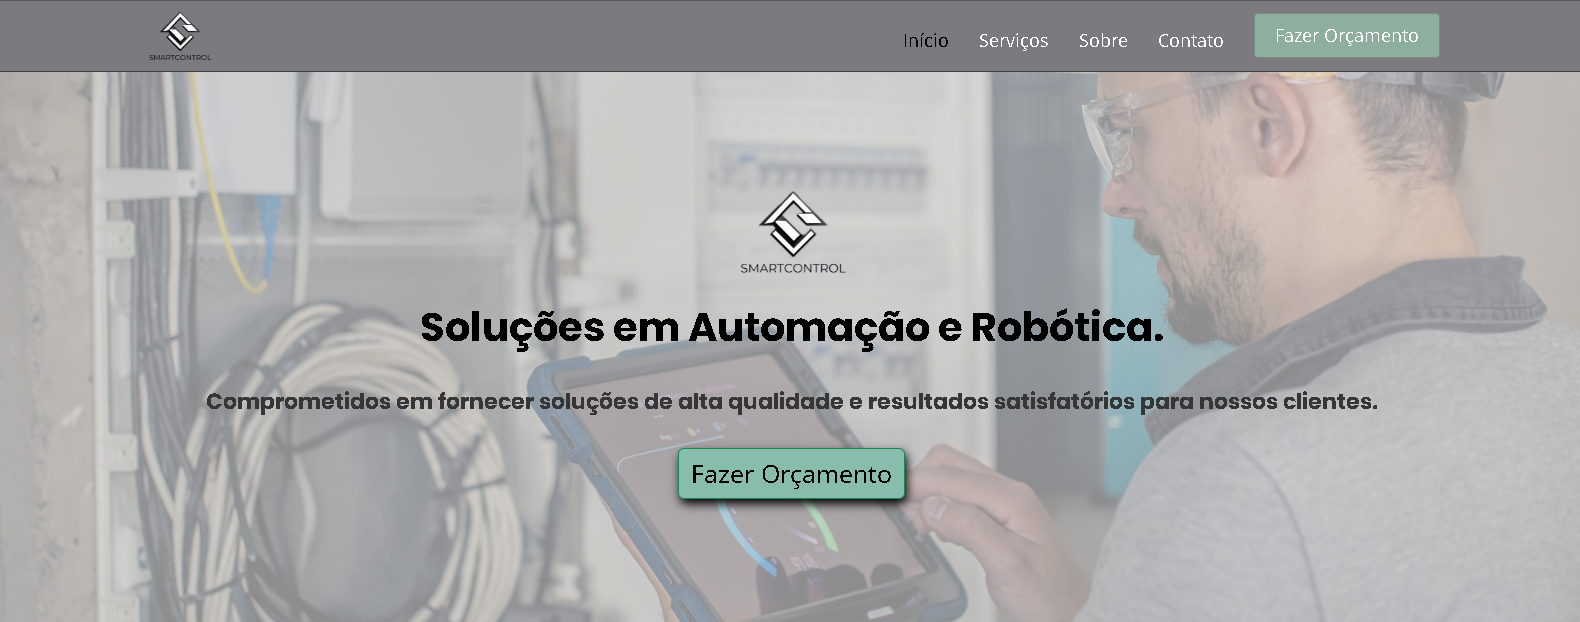 SMARTCONTROL
Início
Serviços
Sobre
Contato
Fazer Orçamento
SMARTCONTROL
Soluções em Automação e Robótica.
Comprometidos em fornecer soluções de alta qualidade e resultados satisfatórios para nossos clientes.
Fazer Orçamento